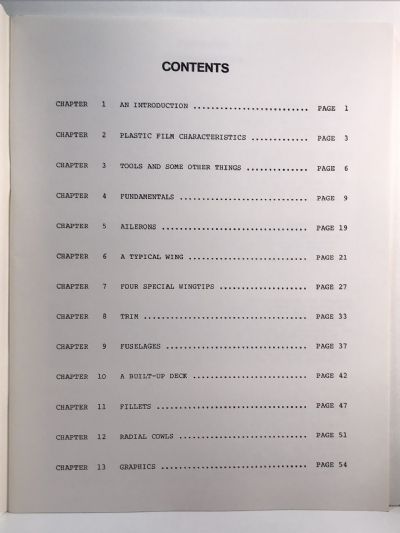 CONTENTS
CHAPTER 1 AN INTRODUCTION .......................... PAGE 1
CHAPTER 2 PLASTIC FILM CHARACTERISTICS ............. PAGE 3
CHAPTER 3 TOOLS AND SOME OTHER THINGS .............. PAGE 6
CHAPTER 4 FUNDAMENTALS ............................. PAGE 9
CHAPTER 5 AILERONS ................................. PAGE 19
CHAPTER 6 A TYPICAL WING ........................... PAGE 21
CHAPTER 7 FOUR SPECIAL WINGTIPS .................... PAGE 27
CHAPTER 8 TRIM ..................................... PAGE 33
CHAPTER 9 FUSELAGES ................................ PAGE 37
CHAPTER 10 A BUILT-UP DECK .......................... PAGE 42
CHAPTER 11 FILLETS .................................. PAGE 47
CHAPTER 12 RADIAL COWLS ............................. PAGE 51
CHAPTER 13 GRAPHICS ................................. PAGE 54